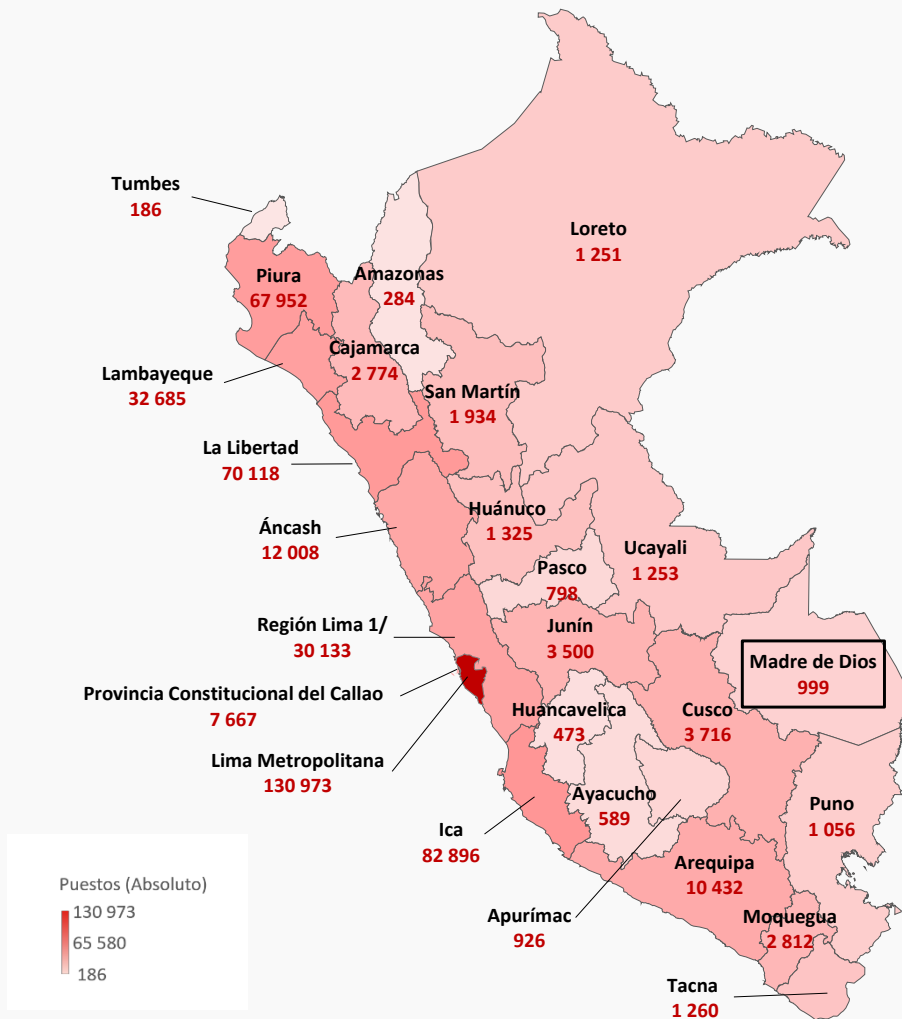 Tumbes
186
Loreto
1 251
Piura
67 952
Amazonas
284
Cajamarca
2 774
Lambayeque
32 685
San Martín
1 934
La Libertad
70 118
Huánuco
1 325
Áncash
12 008
Ucayali
1 253
Pasco
798
Región Lima 1/
30 133
Junín
3 500
Madre de Dios
999
Provincia Constitucional del Callao
7 667
Huancavelica
473
Cusco
3 716
Lima Metropolitana
130 973
Ayacucho
589
Puno
1 056
Ica
82 896
Arequipa
10 432
Apurímac
926
Moquegua
2 812
Tacna
1 260
Puestos (Absoluto)
130 973
65 580
186